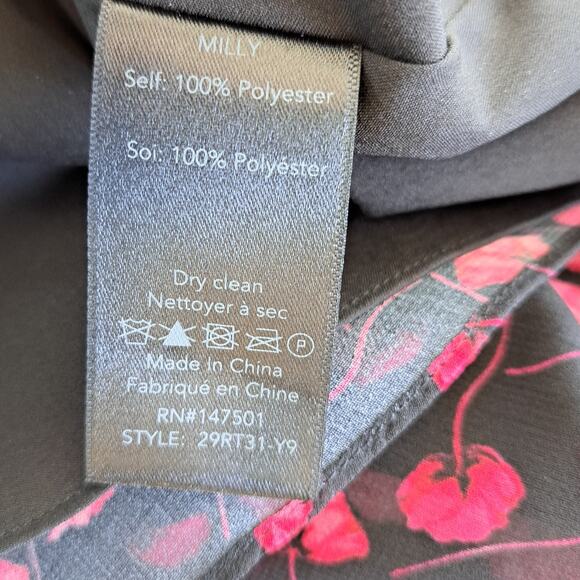 MILLY
Self: 100% Polyester
Soi: 100% Polyéster
Dry clean
Nettoyer à sec
P
Made in China
Fabriqué en Chine
RN#147501
STYLE: 29RT31-Y9